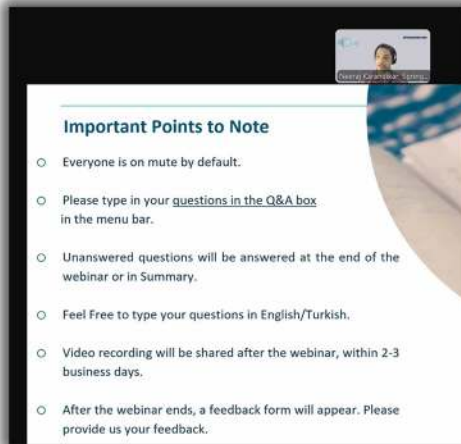 Important Points to Note
Everyone is on mute by default.
Please type in your questions in the Q&A box
in the menu bar.
Unanswered questions will be answered at the end of the
webinar or in Summary.
Feel Free to type your questions in English/Turkish.
Video recording will be shared after the webinar, within 2-3
business days.
After the webinar ends, a feedback form will appear. Please
provide us your feedback.